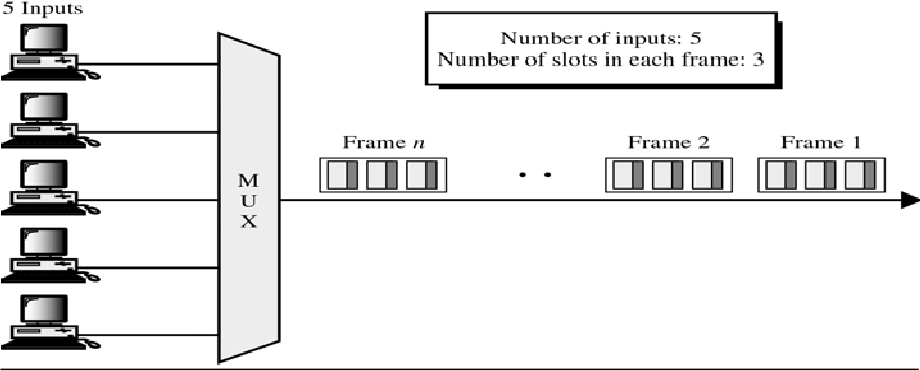 5 Inputs
Number of inputs: 5
Number of slots in each frame: 3
Frame n
Frame 2
Frame 1
M
U
X